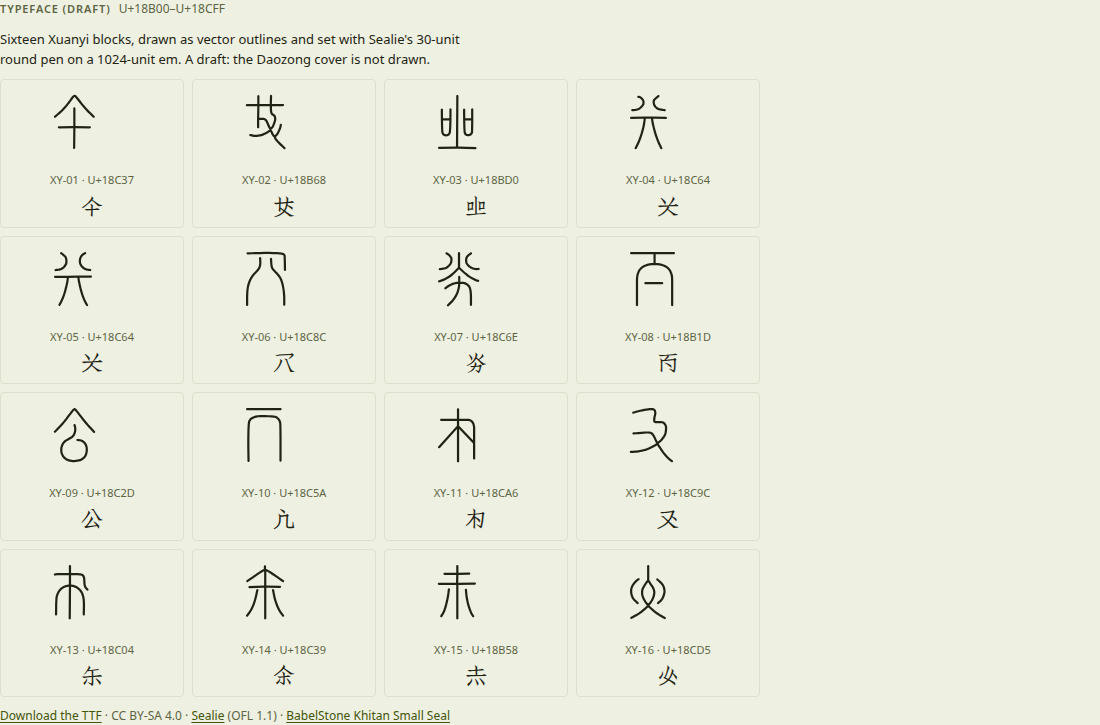 TYPEFACE (DRAFT) U+18B00–U+18CFF
Sixteen Xuanyi blocks, drawn as vector outlines and set with Sealie's 30-unit
round pen on a 1024-unit em. A draft: the Daozong cover is not drawn.
XY-01 · U+18C37
XY-02 · U+18B68
XY-03 · U+18BD0
XY-04 · U+18C64
𘰷
𘭨
𘯐
𘱤
XY-05 · U+18C64
XY-06 · U+18C8C
XY-07 · U+18C6E
XY-08 · U+18B1D
𘱤
𘲌
𘱮
𘬝
XY-09 · U+18C2D
XY-10 · U+18C5A
XY-11 · U+18CA6
XY-12 · U+18C9C
𘰭
𘱚
𘲦
𘲜
XY-13 · U+18C04
XY-14 · U+18C39
XY-15 · U+18B58
XY-16 · U+18CD5
𘰄
𘰹
𘭘
𘳕
Download the TTF · CC BY-SA 4.0 · Sealie (OFL 1.1) · BabelStone Khitan Small Seal